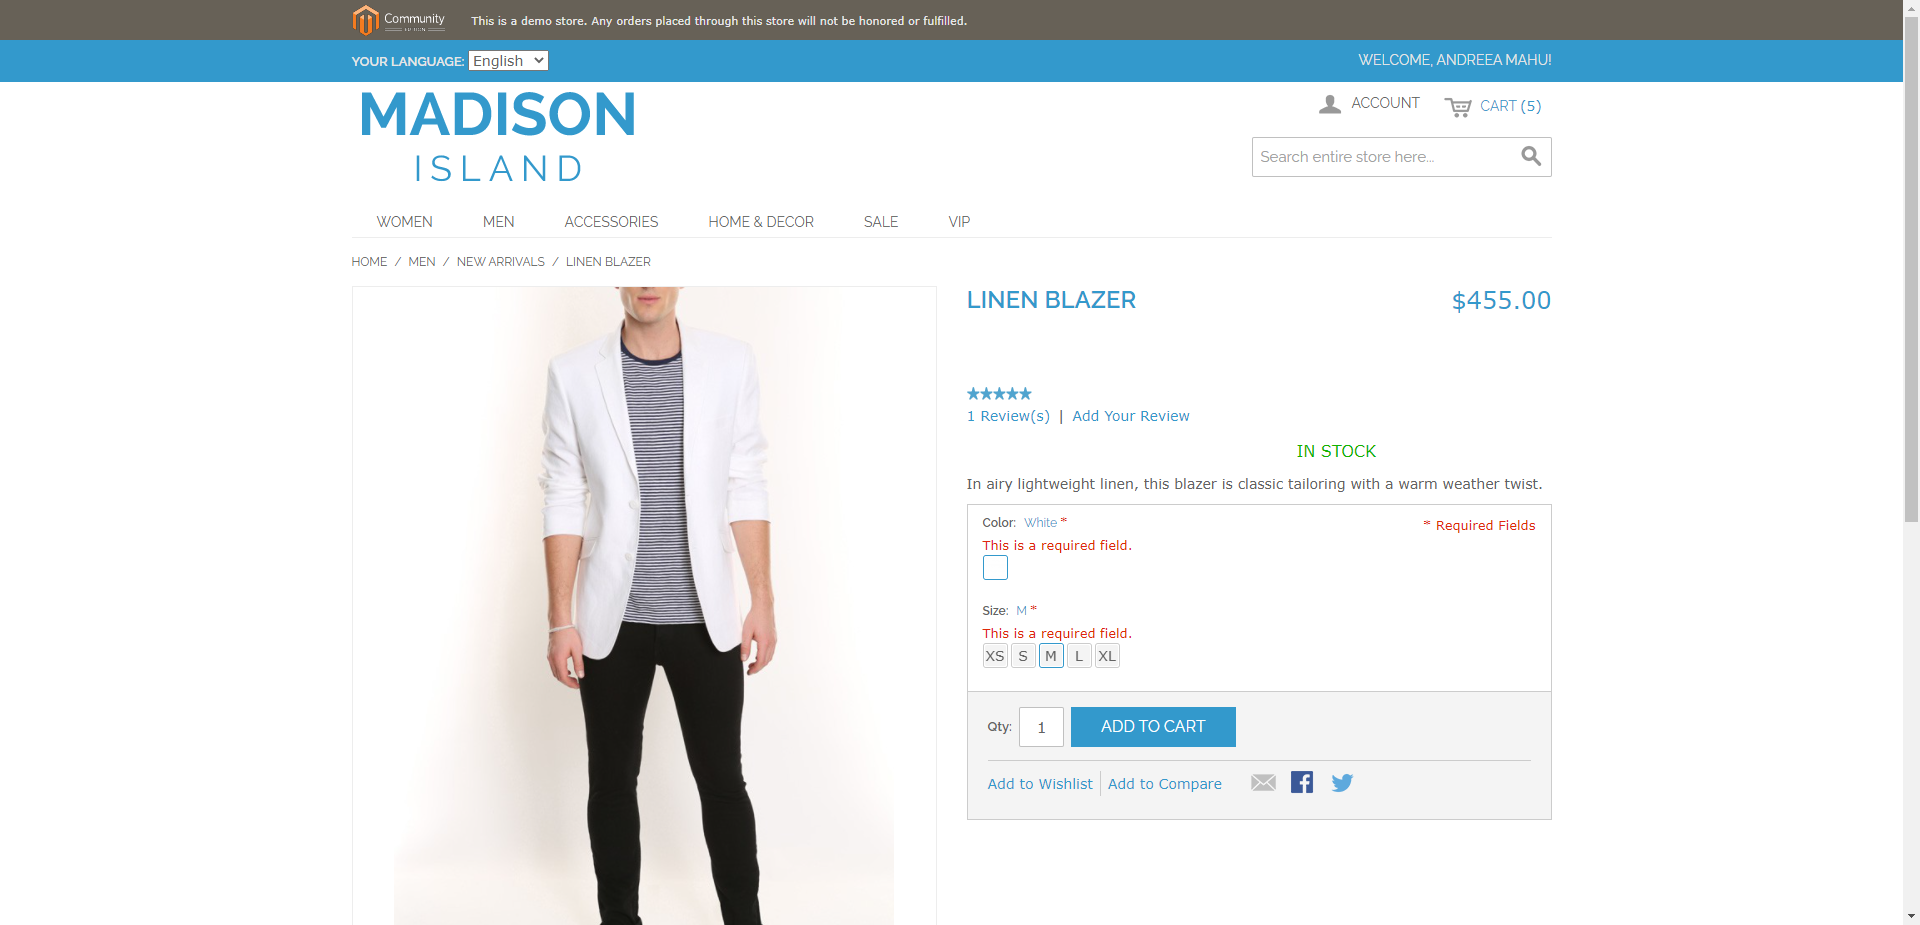 Community
EDITION
This is a demo store. Any orders placed through this store will not be honored or fulfilled.
YOUR LANGUAGE: English
WELCOME, ANDREEA MAHU!
MADISON
ISLAND
ACCOUNT
CART (5)
Search entire store here...
WOMEN MEN ACCESSORIES HOME & DECOR SALE VIP
HOME / MEN / NEW ARRIVALS / LINEN BLAZER
LINEN BLAZER
$455.00
1 Review(s) | Add Your Review
IN STOCK
In airy lightweight linen, this blazer is classic tailoring with a warm weather twist.
Color: White *
* Required Fields
This is a required field.
Size: M *
This is a required field.
XS S M L XL
Qty: 1 ADD TO CART
Add to Wishlist Add to Compare